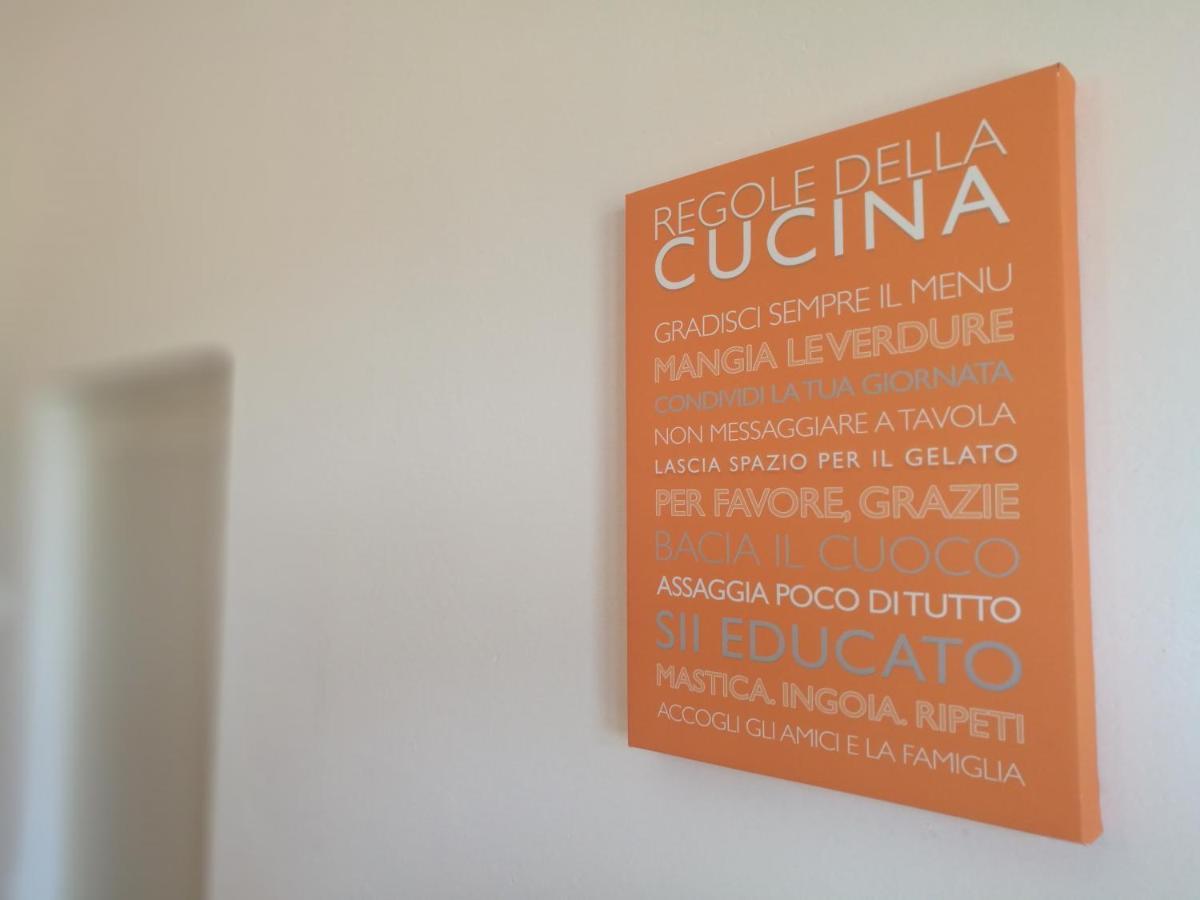 REGOLE DELLA
CUCINA
GRADISCI SEMPRE IL MENU
MANGIA LE VERDURE
CONDIVIDI LA TUA GIORNATA
NON MESSAGGIARE A TAVOLA
LASCIA SPAZIO PER IL GELATO
PER FAVORE, GRAZIE
BACIA IL CUOCO
ASSAGGIA POCO DI TUTTO
SII EDUCATO
MASTICA. INGOIA. RIPETI
ACCOGLI GLI AMICI E LA FAMIGLIA